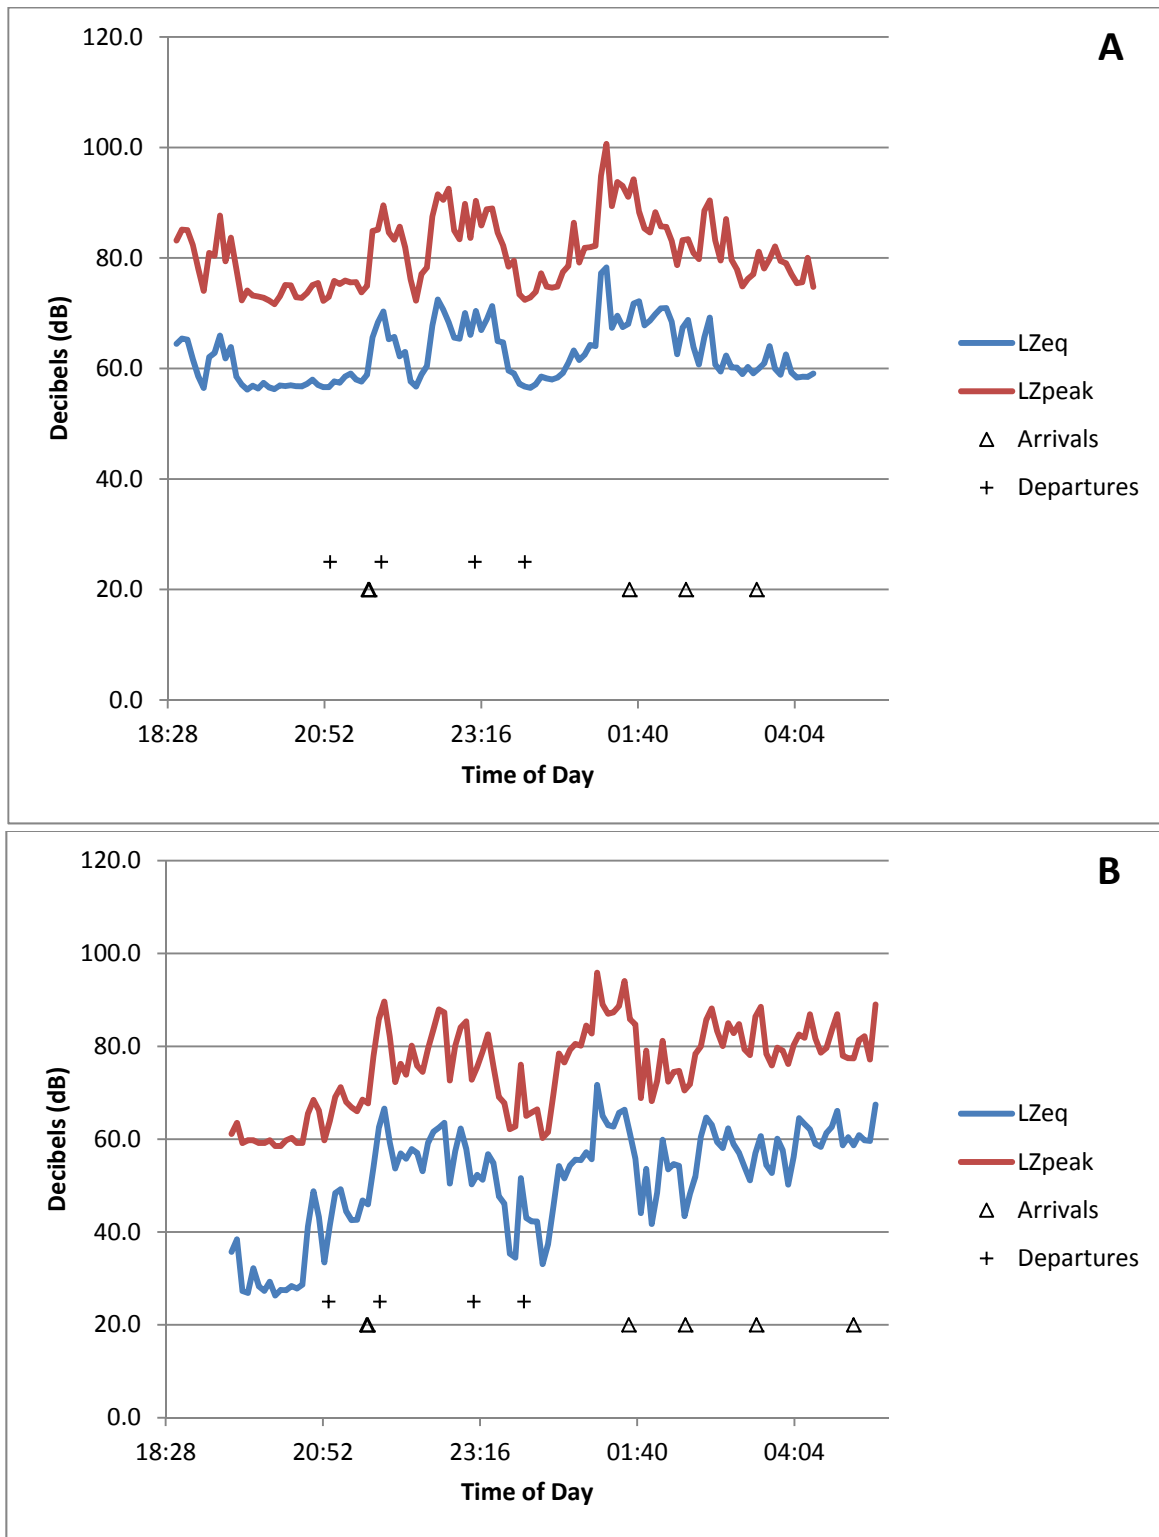 A
120.0
100.0
80.0
60.0
40.0
20.0
0.0
Decibels (dB)
18:28 20:52 23:16 01:40 04:04
Time of Day
LZeq
LZpeak
Arrivals
Departures
B
120.0
100.0
80.0
60.0
40.0
20.0
0.0
Decibels (dB)
18:28 20:52 23:16 01:40 04:04
Time of Day
LZeq
LZpeak
Arrivals
Departures